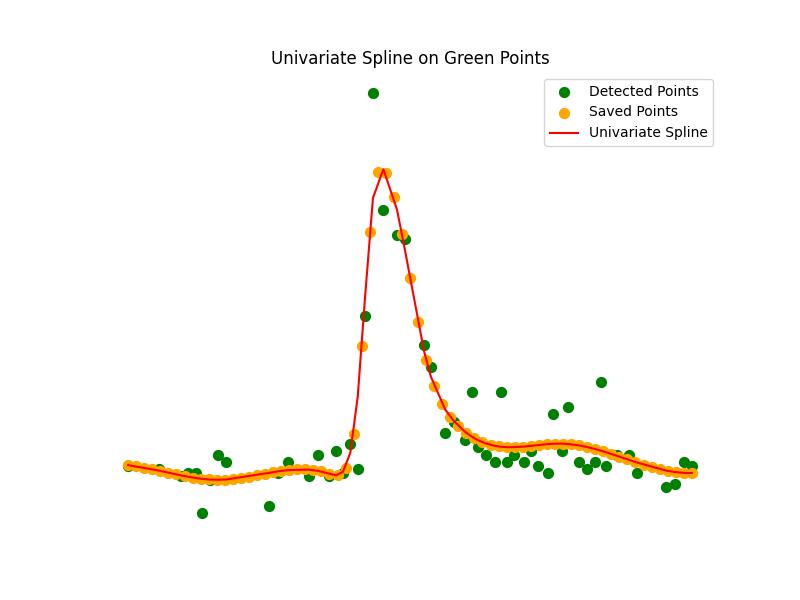 Univariate Spline on Green Points
Detected Points
Saved Points
Univariate Spline